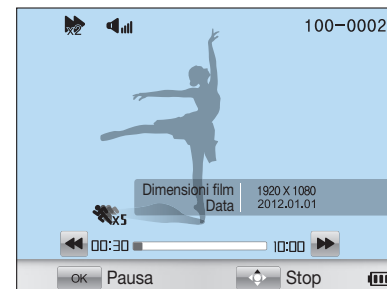 x2 100-0002
Dimensioni film 1920 X 1080
Data 2012.01.01
x5
00:30 10:00
OK Pausa Stop